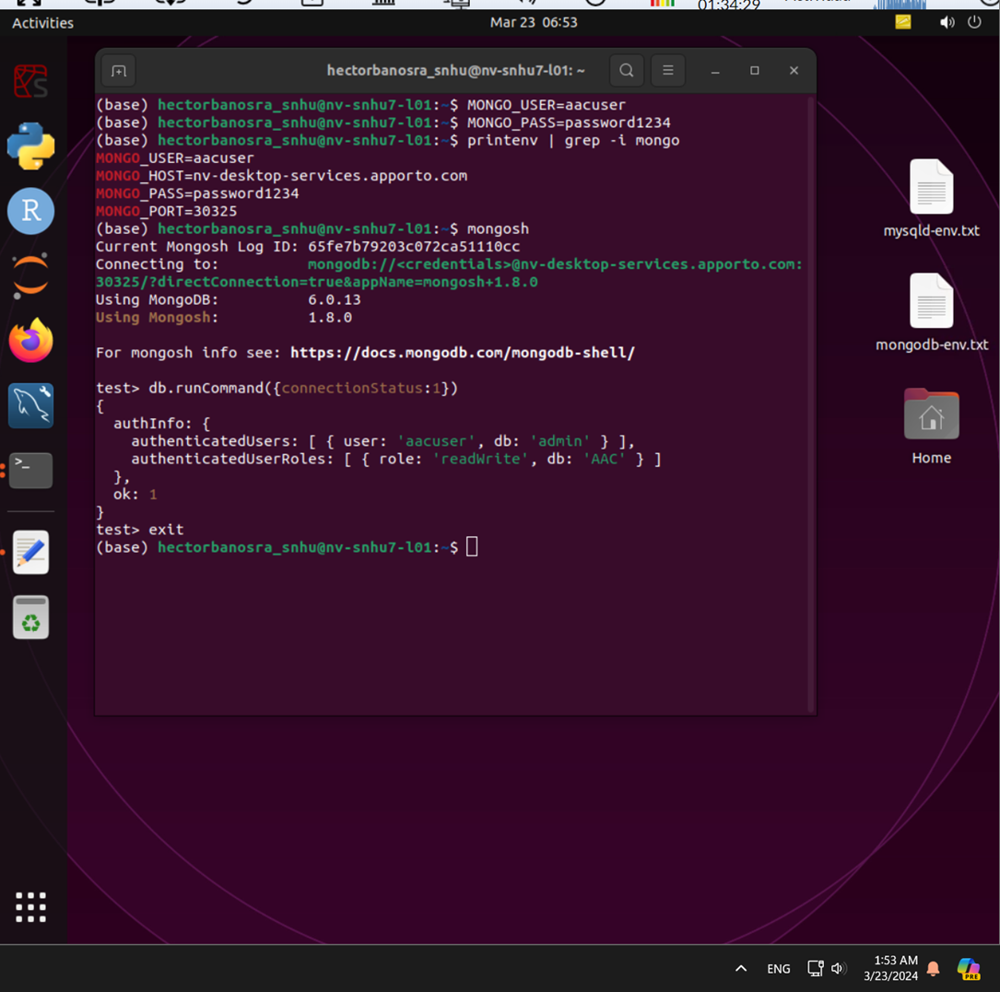 01:34:29
Activities
Mar 23 06:53
hectorbanosra_snhu@nv-snhu7-l01: ~
(base) hectorbanosra_snhu@nv-snhu7-l01:~$ MONGO_USER=aacuser
(base) hectorbanosra_snhu@nv-snhu7-l01:~$ MONGO_PASS=password1234
(base) hectorbanosra_snhu@nv-snhu7-l01:~$ printenv | grep -i mongo
MONGO_USER=aacuser
MONGO_HOST=nv-desktop-services.apporto.com
MONGO_PASS=password1234
MONGO_PORT=30325
(base) hectorbanosra_snhu@nv-snhu7-l01:~$ mongosh
Current Mongosh Log ID: 65fe7b79203c072ca51110cc
Connecting to: mongodb://<credentials>@nv-desktop-services.apporto.com:
30325/?directConnection=true&appName=mongosh+1.8.0
Using MongoDB: 6.0.13
Using Mongosh: 1.8.0
For mongosh info see: https://docs.mongodb.com/mongodb-shell/
test> db.runCommand({connectionStatus:1})
{
authInfo: {
authenticatedUsers: [ { user: 'aacuser', db: 'admin' } ],
authenticatedUserRoles: [ { role: 'readWrite', db: 'AAC' } ]
},
ok: 1
}
test> exit
(base) hectorbanosra_snhu@nv-snhu7-l01:~$
mysqld-env.txt
mongodb-env.txt
Home
S
R
>_
ENG
1:53 AM
3/23/2024
PRE